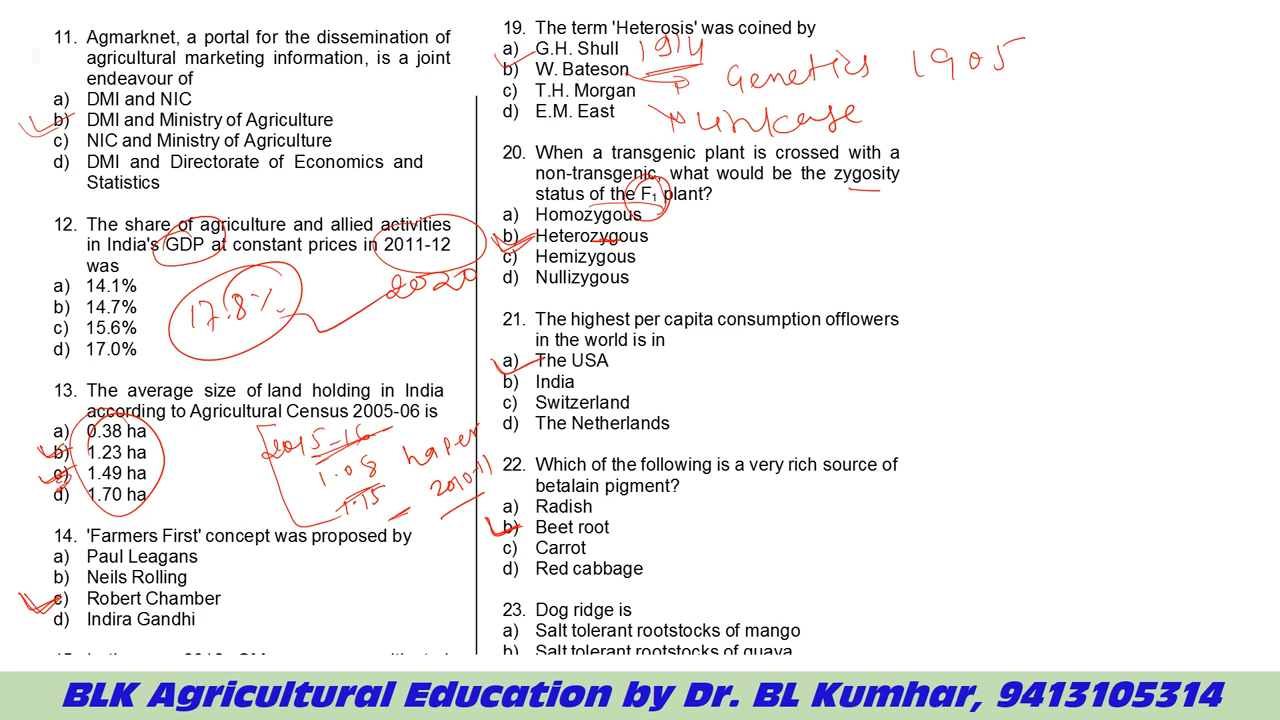 11. Agmarknet, a portal for the dissemination of
agricultural marketing information, is a joint
endeavour of
a) DMI and NIC
b) DMI and Ministry of Agriculture
c) NIC and Ministry of Agriculture
d) DMI and Directorate of Economics and
Statistics
12. The share of agriculture and allied activities
in India's GDP at constant prices in 2011-12
was
a) 14.1%
b) 14.7%
c) 15.6%
d) 17.0%
17.8%
2020
13. The average size of land holding in India
according to Agricultural Census 2005-06 is
a) 0.38 ha
b) 1.23 ha
c) 1.49 ha
d) 1.70 ha
2015-16
1.08 ha per
1.15 2010-11
14. 'Farmers First' concept was proposed by
a) Paul Leagans
b) Neils Rolling
c) Robert Chamber
d) Indira Gandhi
19. The term 'Heterosis' was coined by
a) G.H. Shull 1914
b) W. Bateson Genetics 1905
c) T.H. Morgan
d) E.M. East
20. When a transgenic plant is crossed with a
non-transgenic, what would be the zygosity
status of the F1 plant?
a) Homozygous
b) Heterozygous
c) Hemizygous
d) Nullizygous
21. The highest per capita consumption offlowers
in the world is in
a) The USA
b) India
c) Switzerland
d) The Netherlands
22. Which of the following is a very rich source of
betalain pigment?
a) Radish
b) Beet root
c) Carrot
d) Red cabbage
23. Dog ridge is
a) Salt tolerant rootstocks of mango
b) Salt tolerant rootstocks of guava
BLK Agricultural Education by Dr. BL Kumhar, 9413105314